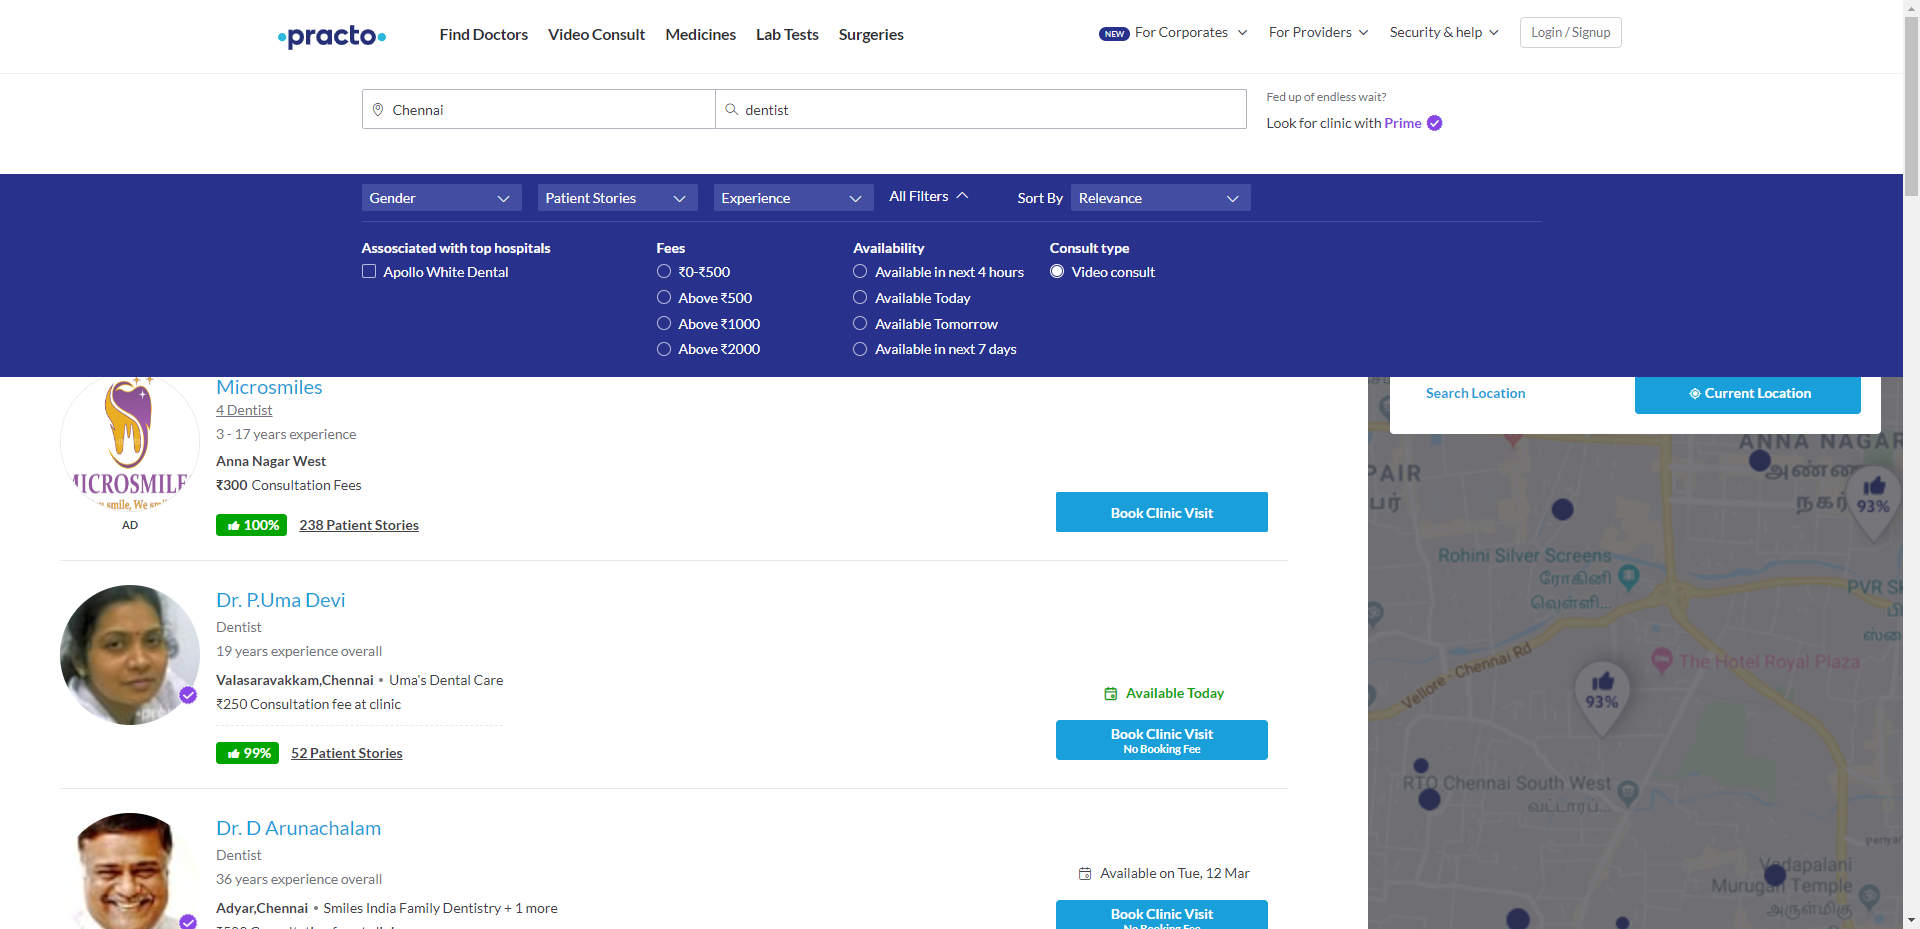 practo
Find Doctors
Video Consult
Medicines
Lab Tests
Surgeries
NEW For Corporates
For Providers
Security & help
Login / Signup
Chennai
dentist
Fed up of endless wait?
Look for clinic with Prime
Gender
Patient Stories
Experience
All Filters
Sort By
Relevance
Assosciated with top hospitals
Apollo White Dental
Fees
₹0-₹500
Above ₹500
Above ₹1000
Above ₹2000
Availability
Available in next 4 hours
Available Today
Available Tomorrow
Available in next 7 days
Consult type
Video consult
Microsmiles
4 Dentist
3 - 17 years experience
Anna Nagar West
₹300 Consultation Fees
100%
238 Patient Stories
AD
Book Clinic Visit
Dr. P.Uma Devi
Dentist
19 years experience overall
Valasaravakkam,Chennai • Uma's Dental Care
₹250 Consultation fee at clinic
99%
52 Patient Stories
Available Today
Book Clinic Visit
No Booking Fee
Dr. D Arunachalam
Dentist
36 years experience overall
Adyar,Chennai • Smiles India Family Dentistry + 1 more
Available on Tue, 12 Mar
Book Clinic Visit
No Booking Fee
Search Location
Current Location
ANNA NAGAR
அண்ண
நகர்
93%
Rohini Silver Screens
ரோகினி
வெள்ளி...
PVR
The Hotel Royal Plaza
Vellore - Chennai Rd
93%
RTO Chennai South West
வட்டாரப்...
Vadapalani
Murugan Temple
அருள்மிகு